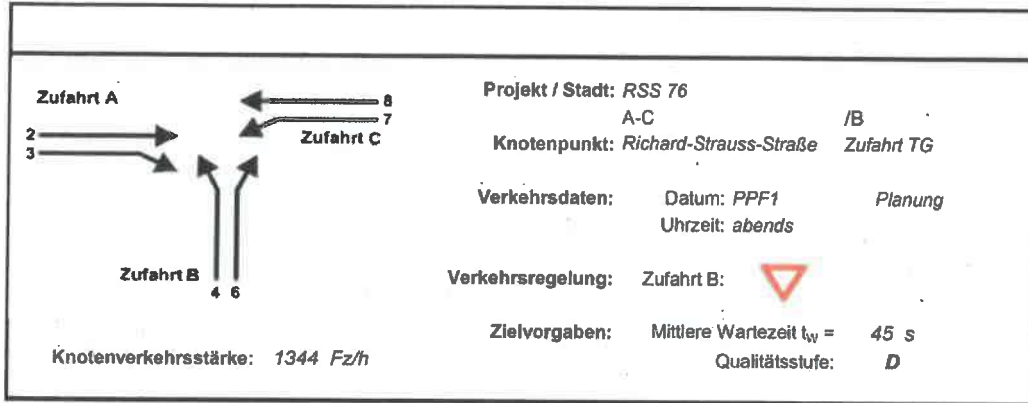 Zufahrt A
2
3
8
7
Zufahrt C
Zufahrt B
4 6
Knotenverkehrsstärke: 1344 Fz/h
Projekt / Stadt: RSS 76
A-C /B
Knotenpunkt: Richard-Strauss-Straße Zufahrt TG
Verkehrsdaten: Datum: PPF1 Planung
Uhrzeit: abends
Verkehrsregelung: Zufahrt B:
Zielvorgaben: Mittlere Wartezeit tw = 45 s
Qualitätsstufe: D